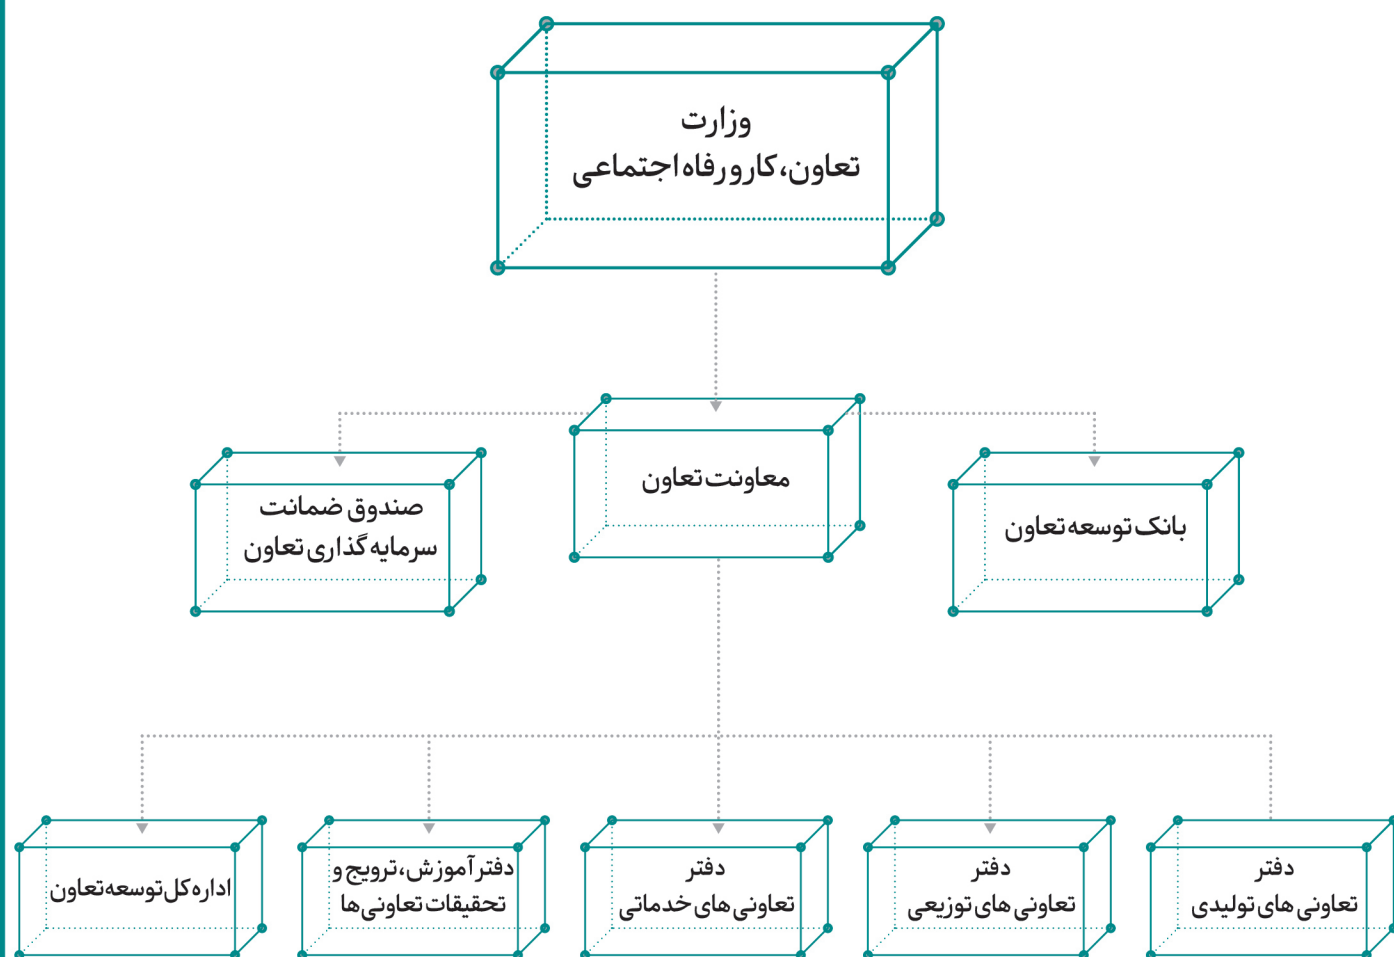 وزارت
تعاون، کار و رفاه اجتماعی
بانک توسعه تعاون
معاونت تعاون
صندوق ضمانت
سرمایه گذاری تعاون
دفتر
تعاونی های تولیدی
دفتر
تعاونی های توزیعی
دفتر
تعاونی های خدماتی
دفتر آموزش، ترویج و
تحقیقات تعاونی‌ها
اداره کل توسعه تعاون